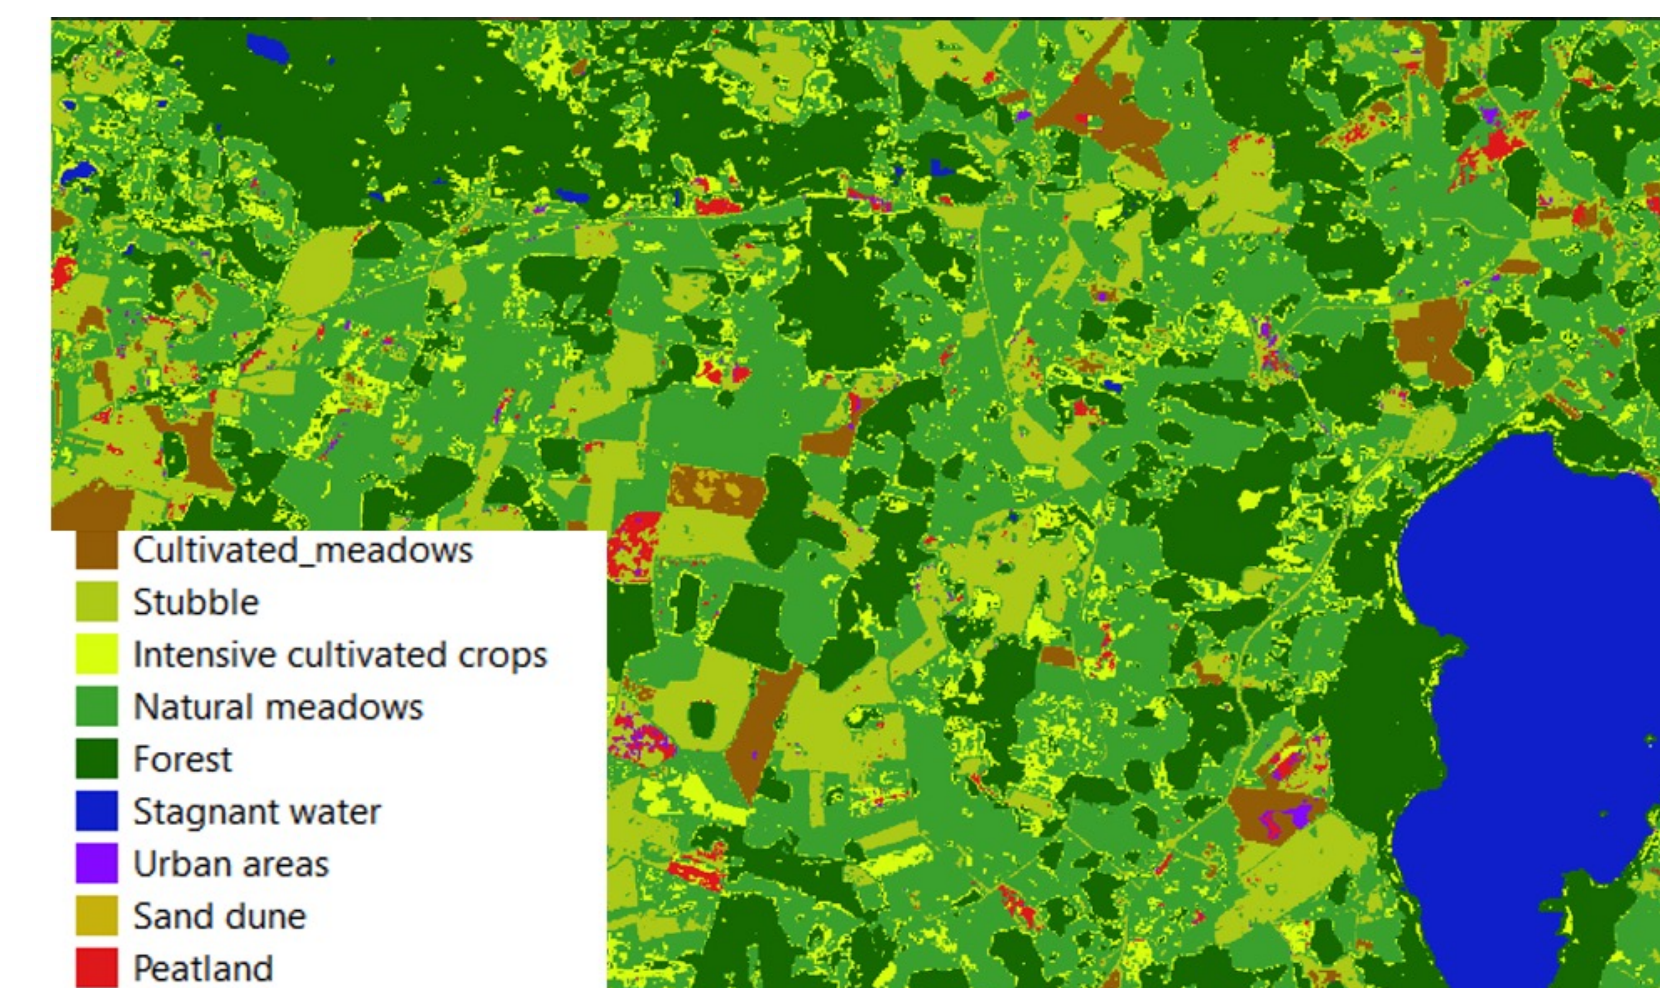 Cultivated_meadows
Stubble
Intensive cultivated crops
Natural meadows
Forest
Stagnant water
Urban areas
Sand dune
Peatland